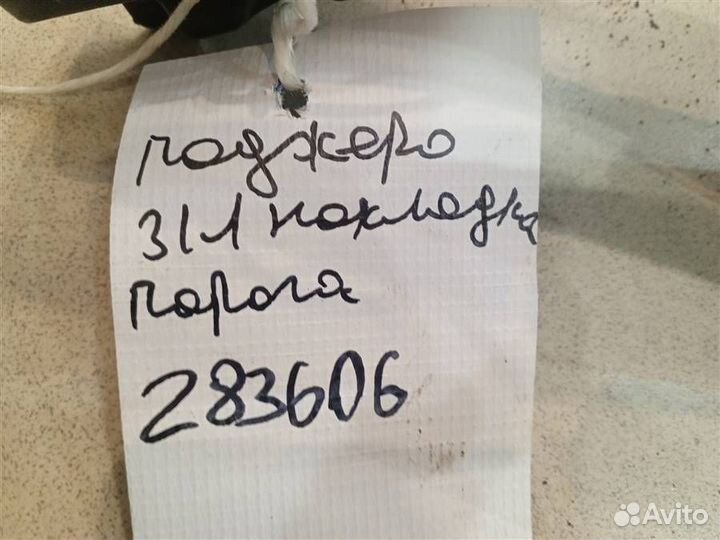 паджеро
3/Л накладка
порога
283606
Avito